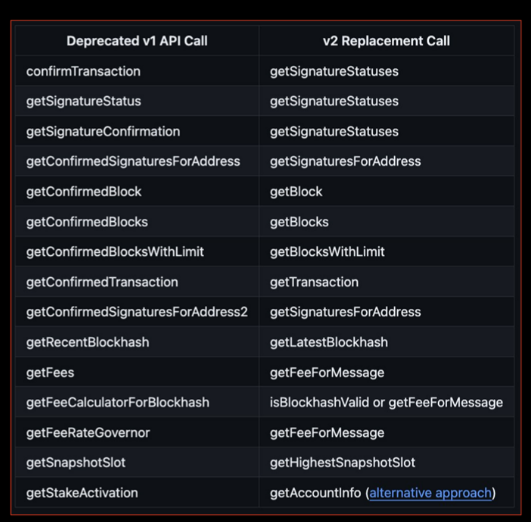 Deprecated v1 API Call v2 Replacement Call
confirmTransaction getSignatureStatuses
getSignatureStatus getSignatureStatuses
getSignatureConfirmation getSignatureStatuses
getConfirmedSignaturesForAddress getSignaturesForAddress
getConfirmedBlock getBlock
getConfirmedBlocks getBlocks
getConfirmedBlocksWithLimit getBlocksWithLimit
getConfirmedTransaction getTransaction
getConfirmedSignaturesForAddress2 getSignaturesForAddress
getRecentBlockhash getLatestBlockhash
getFees getFeeForMessage
getFeeCalculatorForBlockhash isBlockhashValid or getFeeForMessage
getFeeRateGovernor getFeeForMessage
getSnapshotSlot getHighestSnapshotSlot
getStakeActivation getAccountInfo (alternative approach)